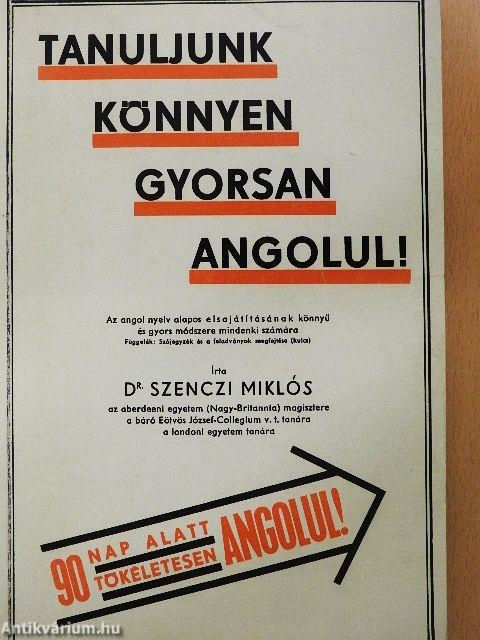 TANULJUNK
KÖNNYEN
GYORSAN
ANGOLUL!
Az angol nyelv alapos elsajátításának könnyű
és gyors módszere mindenki számára
Függelék: Szójegyzék és a feladványok megfejtése (kulcs)
Írta
DR. SZENCZI MIKLÓS
az aberdeeni egyetem (Nagy-Britannia) magisztere
a báró Eötvös József-Collegium v. t. tanára
a londoni egyetem tanára
90 NAP ALATT
TÖKÉLETESEN
ANGOLUL!
Antikvárium.hu